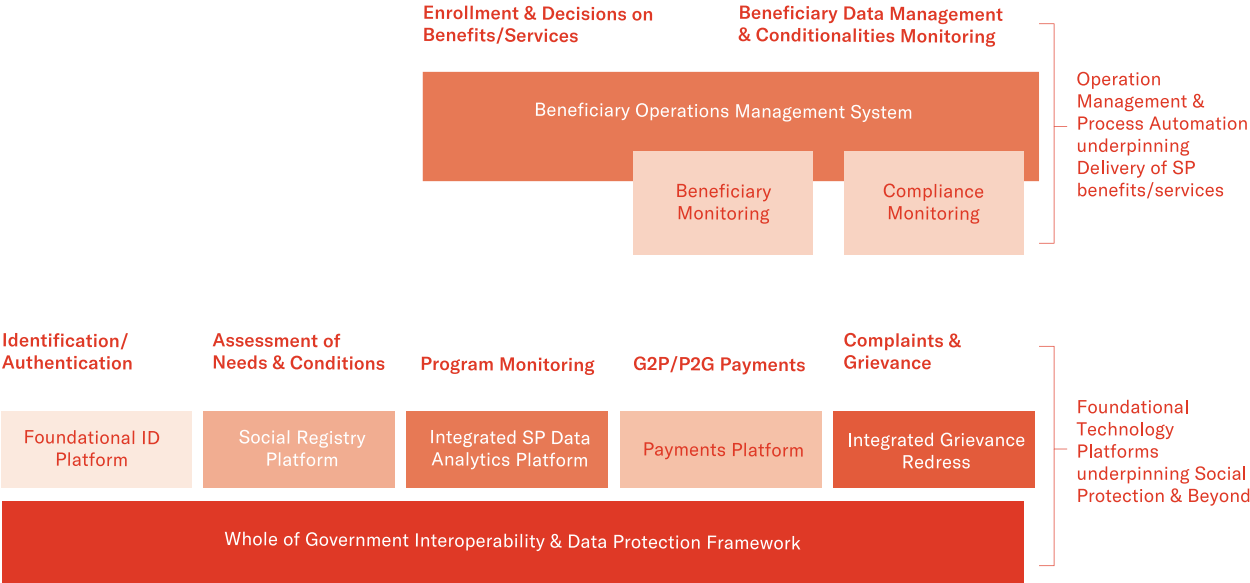 Enrollment & Decisions on
Benefits/Services
Beneficiary Data Management
& Conditionalities Monitoring
Beneficiary Operations Management System
Beneficiary
Monitoring
Compliance
Monitoring
Operation
Management &
Process Automation
underpinning
Delivery of SP
benefits/services
Identification/
Authentication
Assessment of
Needs & Conditions
Program Monitoring
G2P/P2G Payments
Complaints &
Grievance
Foundational ID
Platform
Social Registry
Platform
Integrated SP Data
Analytics Platform
Payments Platform
Integrated Grievance
Redress
Foundational
Technology
Platforms
underpinning Social
Protection & Beyond
Whole of Government Interoperability & Data Protection Framework